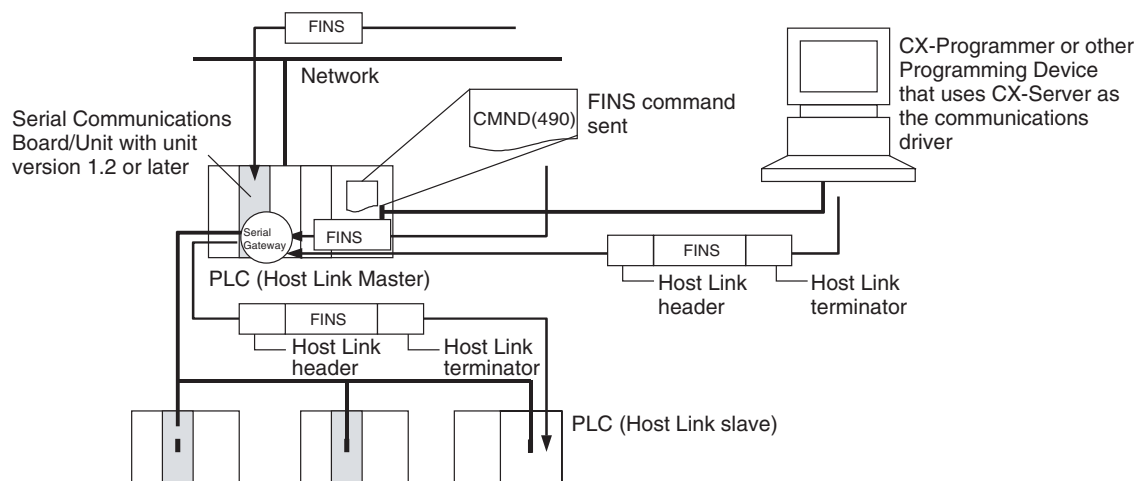 FINS
Network
CX-Programmer or other
Programming Device
that uses CX-Server as
the communications
driver
FINS command
sent
CMND(490)
Serial Communications
Board/Unit with unit
version 1.2 or later
Serial
Gateway
FINS
FINS
PLC (Host Link Master)
Host Link
header
Host Link
terminator
FINS
Host Link
header
Host Link
terminator
PLC (Host Link slave)